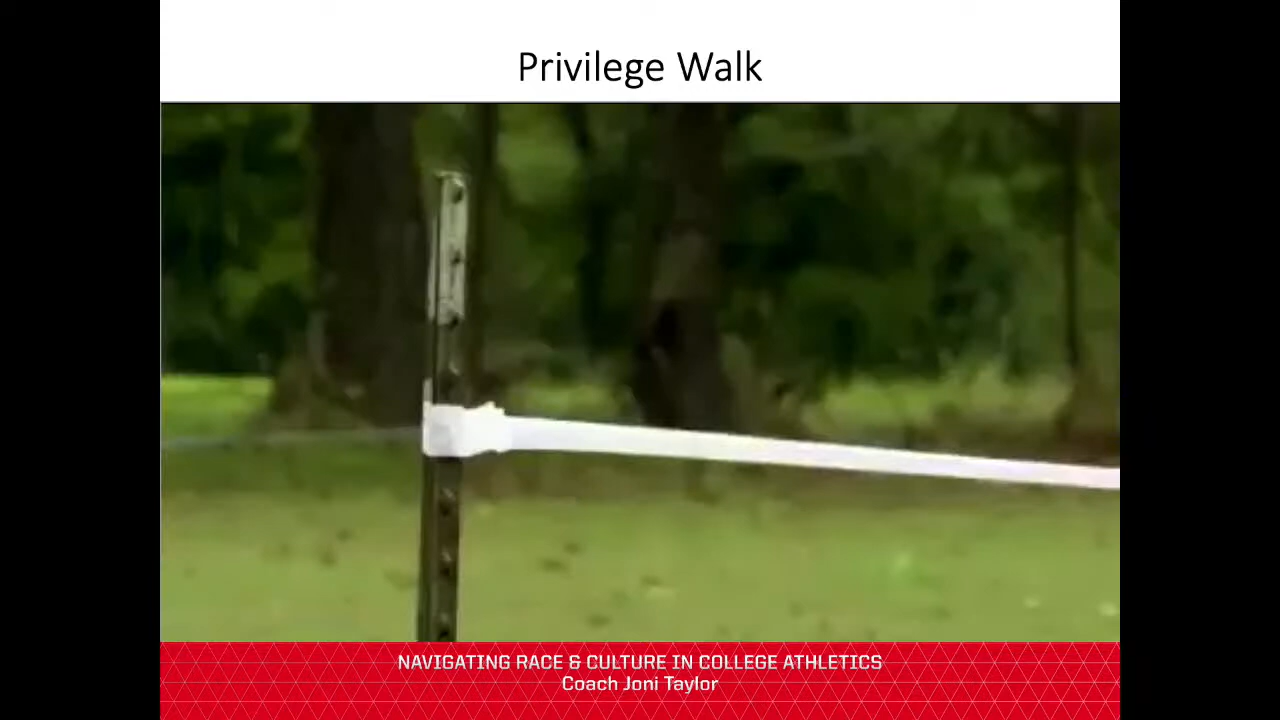 Privilege Walk
NAVIGATING RACE & CULTURE IN COLLEGE ATHLETICS
Coach Joni Taylor